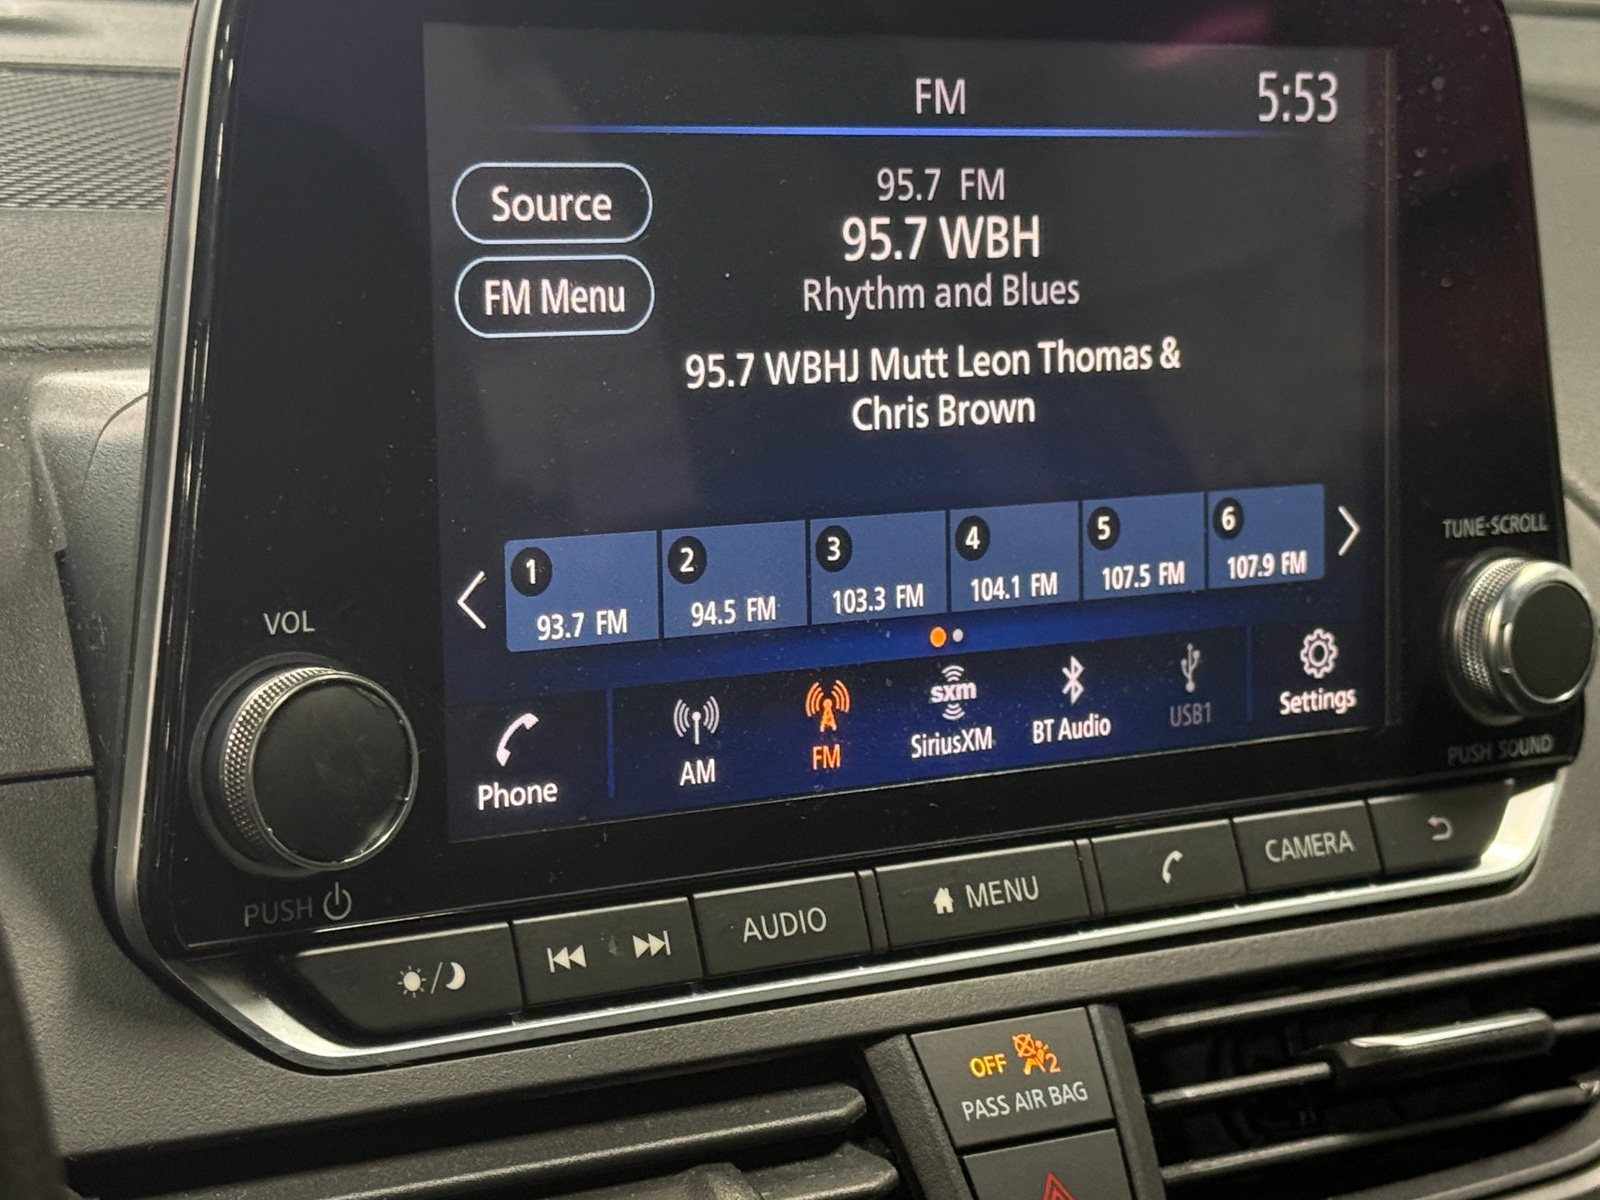 FM
5:53
Source
95.7 FM
95.7 WBH
FM Menu
Rhythm and Blues
95.7 WBHJ Mutt Leon Thomas &
Chris Brown
1
2
3
4
5
6
93.7 FM
94.5 FM
103.3 FM
104.1 FM
107.5 FM
107.9 FM
VOL
TUNE·SCROLL
Phone
AM
FM
sxm
SiriusXM
BT Audio
USB1
Settings
PUSH
PUSH SOUND
AUDIO
MENU
CAMERA
OFF
2
PASS AIR BAG